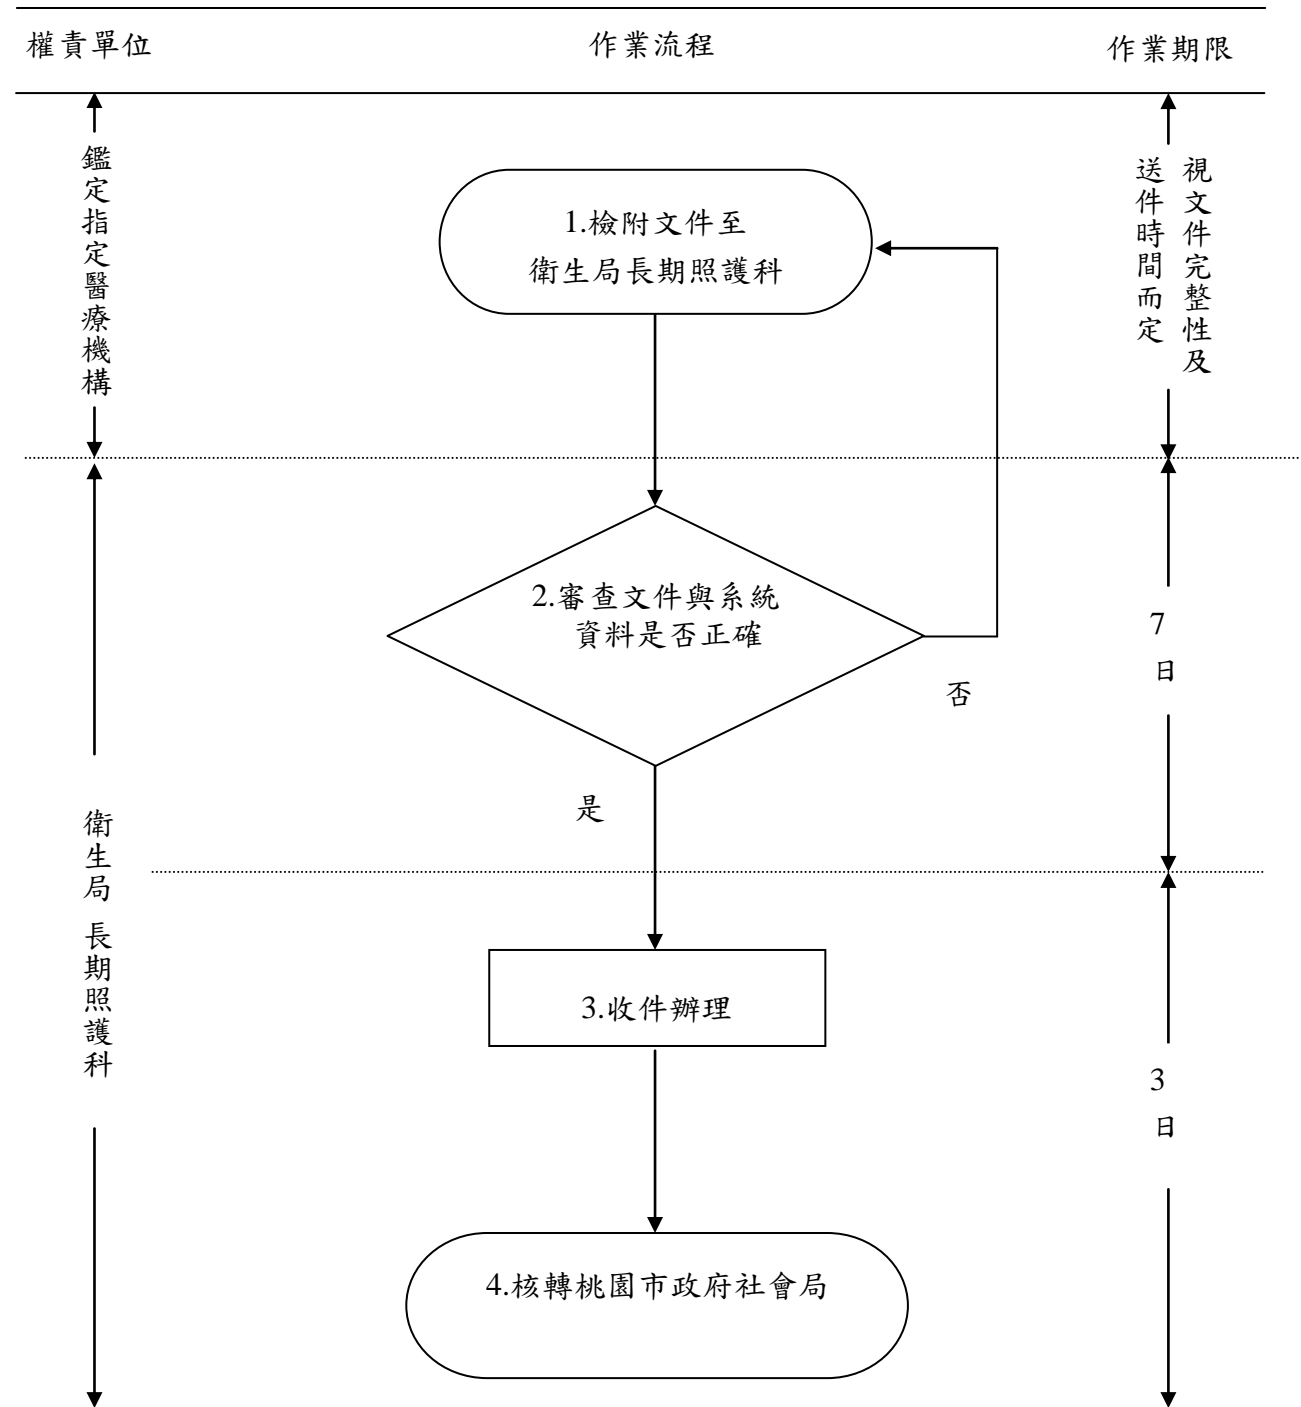 權責單位
作業流程
作業期限
鑑定指定醫療機構
1.檢附文件至
衛生局長期照護科
視文件完整性及
送件時間而定
2.審查文件與系統
資料是否正確
否
是
7
日
衛生局長期照護科
3.收件辦理
3
日
4.核轉桃園市政府社會局